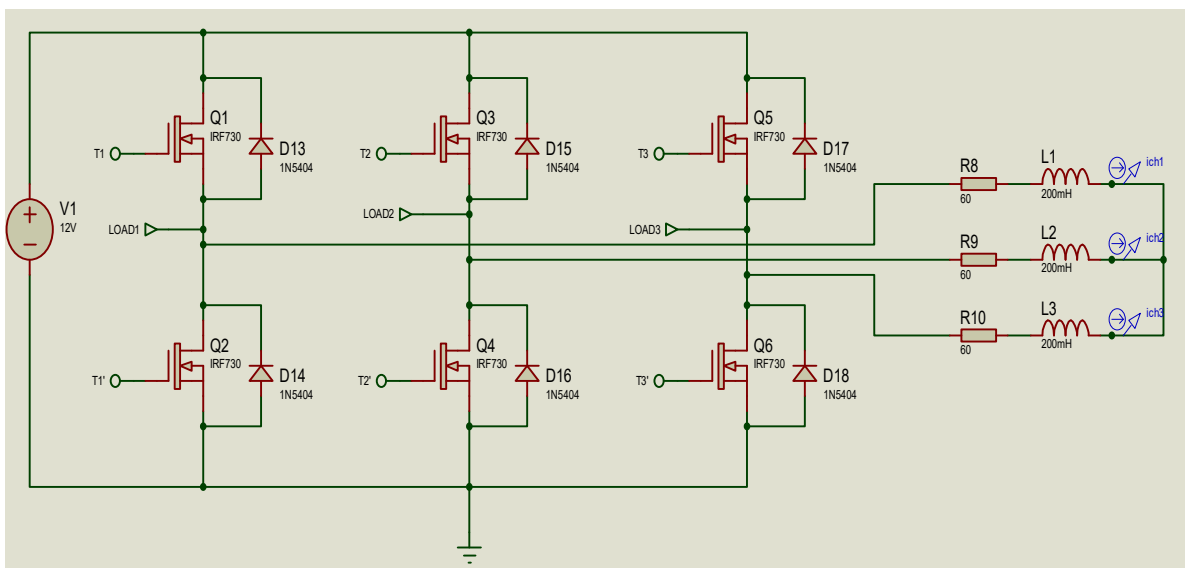 Q1
IRF730
T1
D13
1N5404
Q3
IRF730
T2
D15
1N5404
Q5
IRF730
T3
D17
1N5404
V1
12V
LOAD1
LOAD2
LOAD3
R8
60
L1
200mH
ich1
R9
60
L2
200mH
ich2
R10
60
L3
200mH
ich3
Q2
IRF730
T1'
D14
1N5404
Q4
IRF730
T2'
D16
1N5404
Q6
IRF730
T3'
D18
1N5404